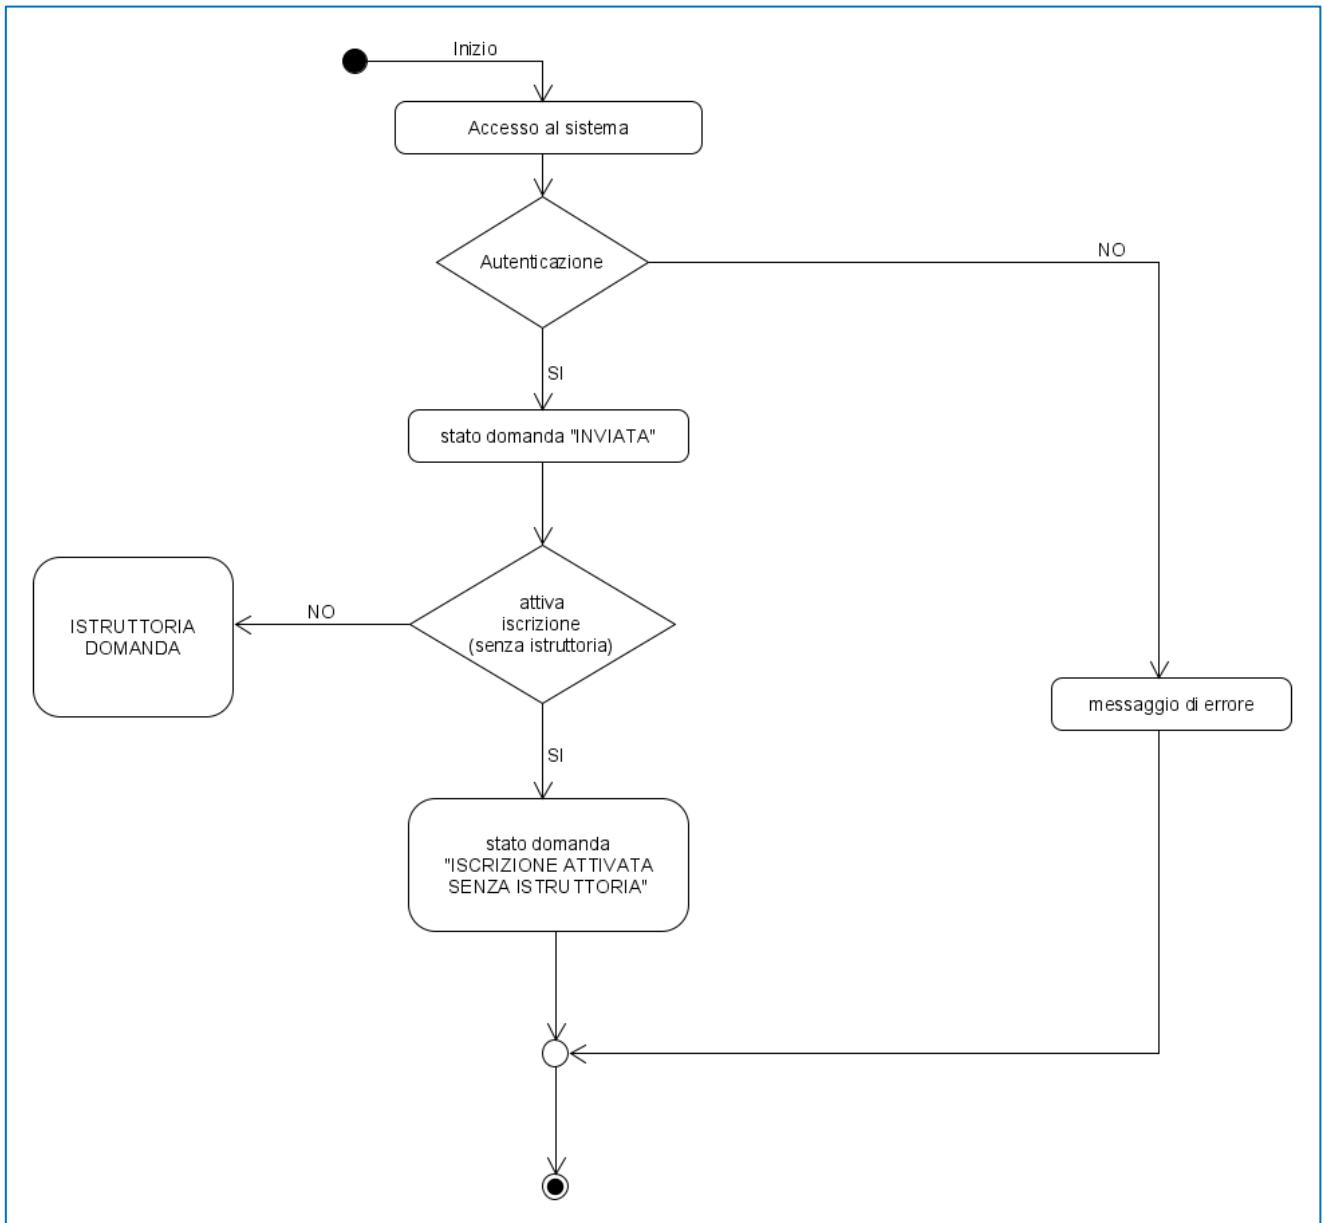 Inizio
Accesso al sistema
Autenticazione
NO
SI
stato domanda "INVIATA"
attiva
iscrizione
(senza istruttoria)
NO
ISTRUTTORIA
DOMANDA
messaggio di errore
SI
stato domanda
"ISCRIZIONE ATTIVATA
SENZA ISTRUTTORIA"